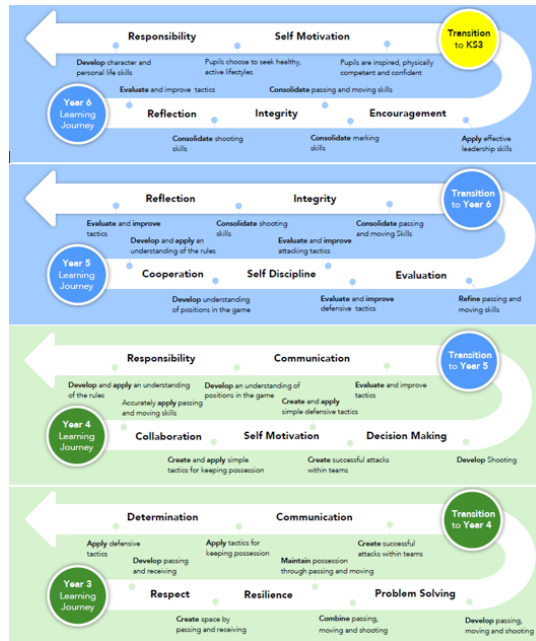 Responsibility
Self Motivation
Transition
to KS3
Develop character and
personal life skills
Pupils choose to seek healthy,
active lifestyles
Pupils are inspired, physically
competent and confident
Evaluate and improve tactics
Consolidate passing and moving skills
Year 6
Learning
Journey
Reflection
Integrity
Encouragement
Consolidate shooting
skills
Consolidate marking
skills
Apply effective
leadership skills
Reflection
Integrity
Transition
to Year 6
Evaluate and improve
tactics
Consolidate shooting
skills
Consolidate passing
and moving Skills
Develop and apply an
understanding of the rules
Evaluate and improve
attacking tactics
Year 5
Learning
Journey
Cooperation
Self Discipline
Evaluation
Develop understanding
of positions in the game
Evaluate and improve
defensive tactics
Refine passing and
moving skills
Responsibility
Communication
Transition
to Year 5
Develop and apply an understanding
of the rules
Develop an understanding of
positions in the game
Evaluate and improve
tactics
Accurately apply passing
and moving skills
Create and apply
simple defensive tactics
Year 4
Learning
Journey
Collaboration
Self Motivation
Decision Making
Create and apply simple
tactics for keeping possession
Create successful attacks
within teams
Develop Shooting
Determination
Communication
Transition
to Year 4
Apply defensive
tactics
Apply tactics for
keeping possession
Create successful
attacks within teams
Develop passing
and receiving
Maintain possession
through passing and moving
Year 3
Learning
Journey
Respect
Resilience
Problem Solving
Create space by
passing and receiving
Combine passing,
moving and shooting
Develop passing,
moving and shooting